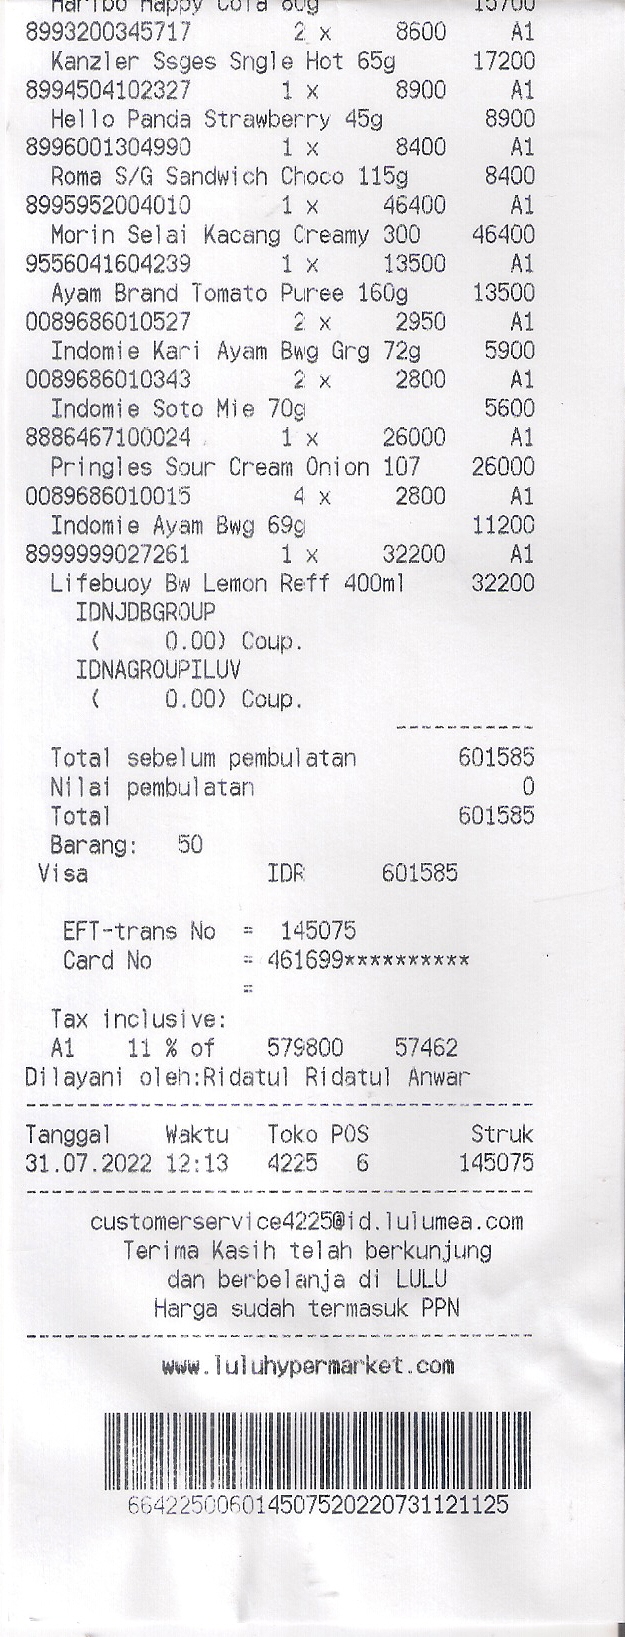 Haribo Happy Cola 80g 15700
8993200345717 2 x 8600 A1
Kanzler Ssges Sngle Hot 65g 17200
8994504102327 1 x 8900 A1
Hello Panda Strawberry 45g 8900
8996001304990 1 x 8400 A1
Roma S/G Sandwich Choco 115g 8400
8995952004010 1 x 46400 A1
Morin Selai Kacang Creamy 300 46400
9556041604239 1 x 13500 A1
Ayam Brand Tomato Puree 160g 13500
0089686010527 2 x 2950 A1
Indomie Kari Ayam Bwg Grg 72g 5900
0089686010343 2 x 2800 A1
Indomie Soto Mie 70g 5600
8886467100024 1 x 26000 A1
Pringles Sour Cream Onion 107 26000
0089686010015 4 x 2800 A1
Indomie Ayam Bwg 69g 11200
8999999027261 1 x 32200 A1
Lifebuoy Bw Lemon Reff 400ml 32200
IDNJDBGROUP
( 0.00) Coup.
IDNAGROUPILUV
( 0.00) Coup.
-----------
Total sebelum pembulatan 601585
Nilai pembulatan 0
Total 601585
Barang: 50
Visa IDR 601585
EFT-trans No = 145075
Card No = 461699**********
=
Tax inclusive:
A1 11 % of 579800 57462
Dilayani oleh:Ridatul Ridatul Anwar
----------------------------------------
Tanggal Waktu Toko POS Struk
31.07.2022 12:13 4225 6 145075
----------------------------------------
customerservice4225@id.lulumea.com
Terima Kasih telah berkunjung
dan berbelanja di LULU
Harga sudah termasuk PPN
----------------------------------------
www.luluhypermarket.com
664225006014507520220731121125